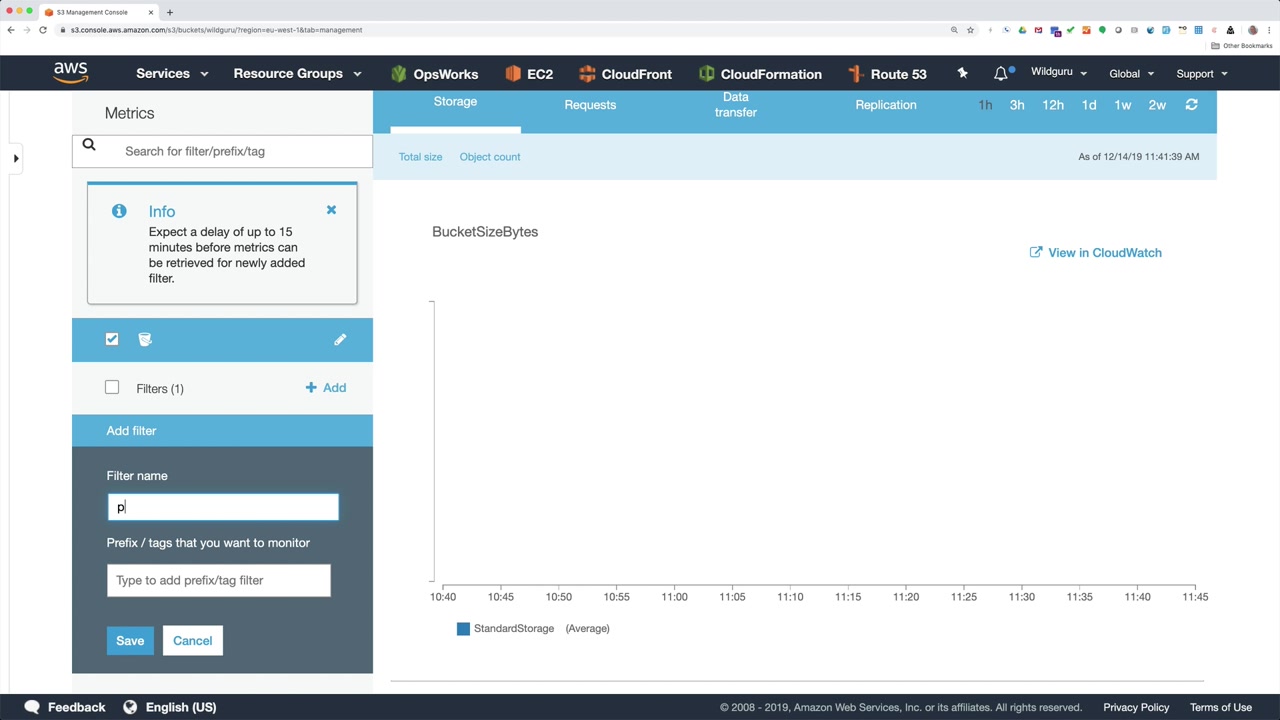 S3 Management Console
s3.console.aws.amazon.com/s3/buckets/wildguru/?region=eu-west-1&tab=management
Other Bookmarks
aws
Services
Resource Groups
OpsWorks
EC2
CloudFront
CloudFormation
Route 53
Wildguru
Global
Support
Metrics
Storage
Requests
Data
transfer
Replication
1h 3h 12h 1d 1w 2w
Search for filter/prefix/tag
Total size
Object count
As of 12/14/19 11:41:39 AM
Info
Expect a delay of up to 15
minutes before metrics can
be retrieved for newly added
filter.
BucketSizeBytes
View in CloudWatch
Filters (1)
+ Add
Add filter
Filter name
p
Prefix / tags that you want to monitor
Type to add prefix/tag filter
Save
Cancel
10:40 10:45 10:50 10:55 11:00 11:05 11:10 11:15 11:20 11:25 11:30 11:35 11:40 11:45
StandardStorage (Average)
Feedback
English (US)
© 2008 - 2019, Amazon Web Services, Inc. or its affiliates. All rights reserved.
Privacy Policy
Terms of Use